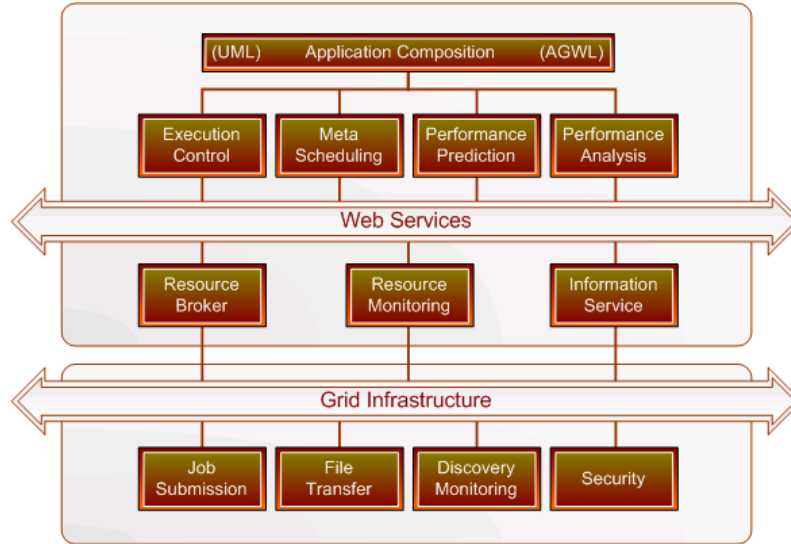 (UML) Application Composition (AGWL)
Execution
Control
Meta
Scheduling
Performance
Prediction
Performance
Analysis
Web Services
Resource
Broker
Resource
Monitoring
Information
Service
Grid Infrastructure
Job
Submission
File
Transfer
Discovery
Monitoring
Security